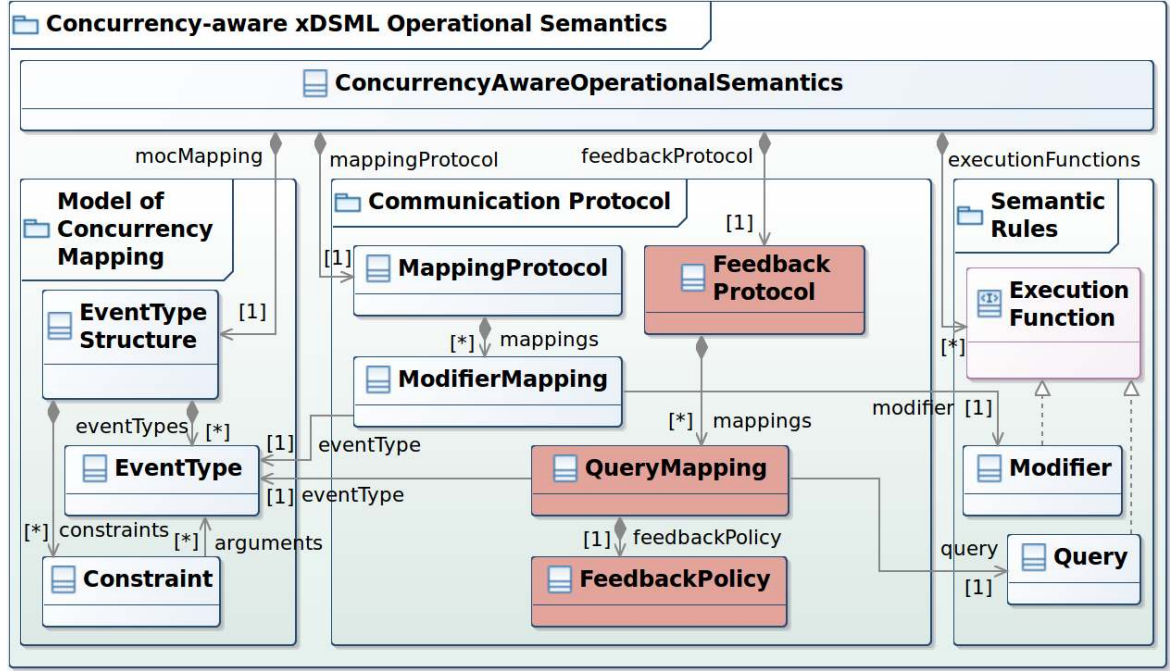 Concurrency-aware xDSML Operational Semantics
ConcurrencyAwareOperationalSemantics
mocMapping
mappingProtocol
feedbackProtocol
executionFunctions
Model of
Concurrency
Mapping
Communication Protocol
Semantic
Rules
[1]
[1]
MappingProtocol
Feedback
Protocol
Execution
Function
EventType
Structure
[1]
[*]
[*]
mappings
ModifierMapping
modifier
[1]
eventTypes
[*]
[1]
eventType
[*]
mappings
EventType
QueryMapping
Modifier
[1]
eventType
[*]
constraints
[*]
arguments
[1]
feedbackPolicy
query
[1]
Constraint
FeedbackPolicy
Query